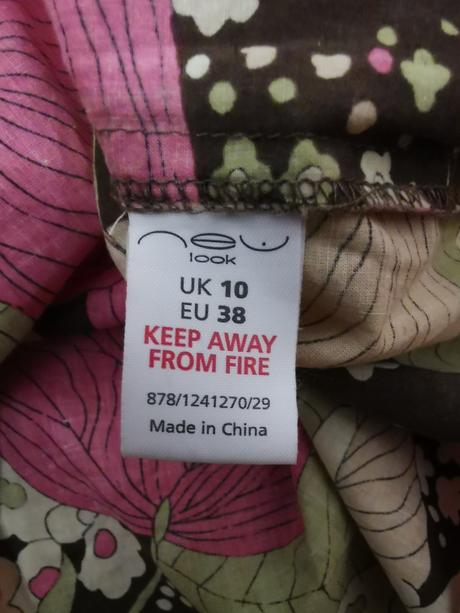 new
look
UK 10
EU 38
KEEP AWAY
FROM FIRE
878/1241270/29
Made in China